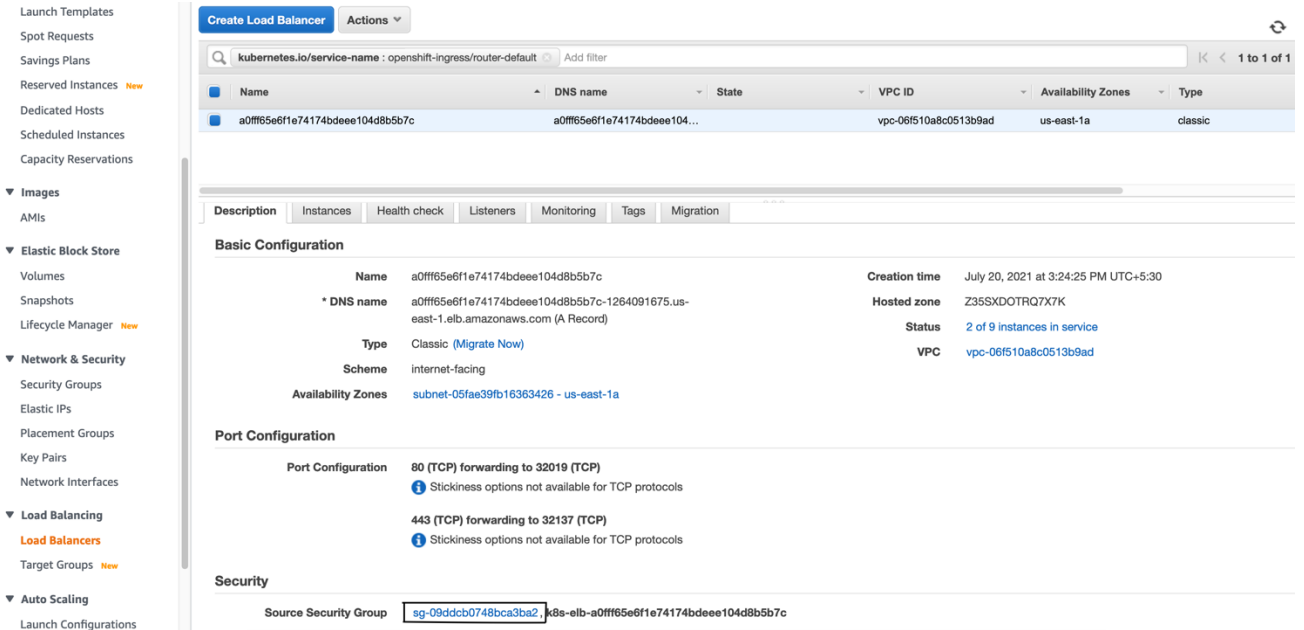 Launch Templates
Spot Requests
Savings Plans
Reserved Instances New
Dedicated Hosts
Scheduled Instances
Capacity Reservations
Images
AMIs
Elastic Block Store
Volumes
Snapshots
Lifecycle Manager New
Network & Security
Security Groups
Elastic IPs
Placement Groups
Key Pairs
Network Interfaces
Load Balancing
Load Balancers
Target Groups New
Auto Scaling
Launch Configurations
Create Load Balancer Actions
kubernetes.io/service-name : openshift-ingress/router-default Add filter 1 to 1 of 1
Name DNS name State VPC ID Availability Zones Type
a0fff65e6f1e74174bdeee104d8b5b7c a0fff65e6f1e74174bdeee104... vpc-06f510a8c0513b9ad us-east-1a classic
Description Instances Health check Listeners Monitoring Tags Migration
Basic Configuration
Name a0fff65e6f1e74174bdeee104d8b5b7c Creation time July 20, 2021 at 3:24:25 PM UTC+5:30
* DNS name a0fff65e6f1e74174bdeee104d8b5b7c-1264091675.us-east-1.elb.amazonaws.com (A Record) Hosted zone Z35SXDOTRQ7X7K
Type Classic (Migrate Now) Status 2 of 9 instances in service
Scheme internet-facing VPC vpc-06f510a8c0513b9ad
Availability Zones subnet-05fae39fb16363426 - us-east-1a
Port Configuration
Port Configuration 80 (TCP) forwarding to 32019 (TCP)
Stickiness options not available for TCP protocols
443 (TCP) forwarding to 32137 (TCP)
Stickiness options not available for TCP protocols
Security
Source Security Group sg-09ddcb0748bca3ba2, k8s-elb-a0fff65e6f1e74174bdeee104d8b5b7c